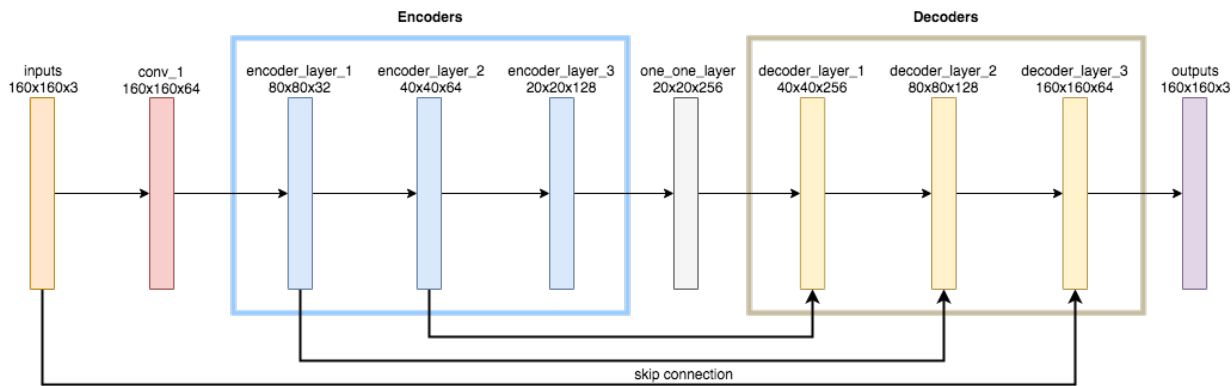 Encoders
Decoders
inputs
160x160x3
conv_1
160x160x64
encoder_layer_1
80x80x32
encoder_layer_2
40x40x64
encoder_layer_3
20x20x128
one_one_layer
20x20x256
decoder_layer_1
40x40x256
decoder_layer_2
80x80x128
decoder_layer_3
160x160x64
outputs
160x160x3
skip connection